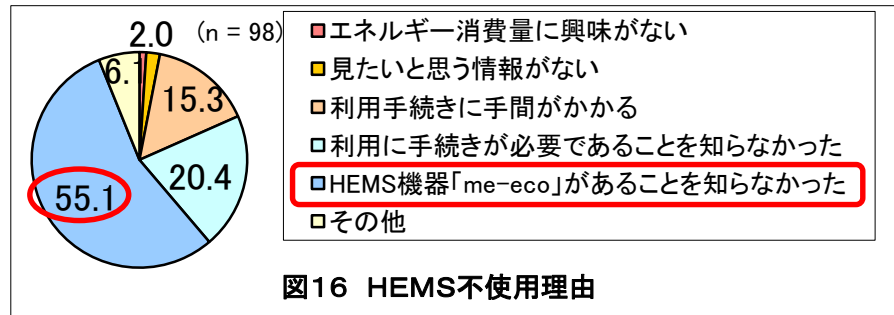 2.0 (n = 98)
6.1
15.3
20.4
55.1
エネルギー消費量に興味がない
見たいと思う情報がない
利用手続きに手間がかかる
利用に手続きが必要であることを知らなかった
HEMS機器「me-eco」があることを知らなかった
その他
図16 HEMS不使用理由